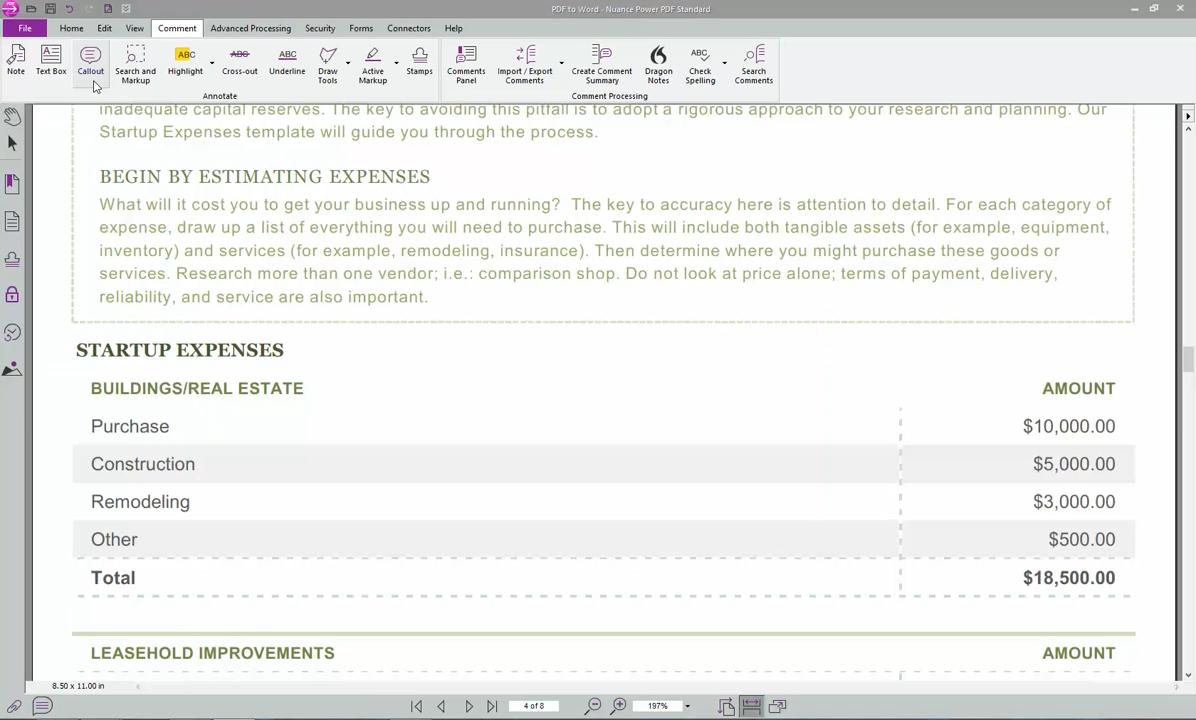 PDF to Word - Nuance Power PDF Standard
File Home Edit View Comment Advanced Processing Security Forms Connectors Help
Note Text Box Callout Search and Markup ABC Highlight ABC Cross-out ABC Underline Draw Tools Active Markup Stamps Comments Panel Import / Export Comments Create Comment Summary Dragon Notes ABC Check Spelling Search Comments
Annotate Comment Processing
inadequate capital reserves. The key to avoiding this pitfall is to adopt a rigorous approach to your research and planning. Our
Startup Expenses template will guide you through the process.
BEGIN BY ESTIMATING EXPENSES
What will it cost you to get your business up and running? The key to accuracy here is attention to detail. For each category of
expense, draw up a list of everything you will need to purchase. This will include both tangible assets (for example, equipment,
inventory) and services (for example, remodeling, insurance). Then determine where you might purchase these goods or
services. Research more than one vendor; i.e.: comparison shop. Do not look at price alone; terms of payment, delivery,
reliability, and service are also important.
STARTUP EXPENSES
BUILDINGS/REAL ESTATE AMOUNT
Purchase $10,000.00
Construction $5,000.00
Remodeling $3,000.00
Other $500.00
Total $18,500.00
LEASEHOLD IMPROVEMENTS AMOUNT
8.50 x 11.00 in
4 of 8 197%